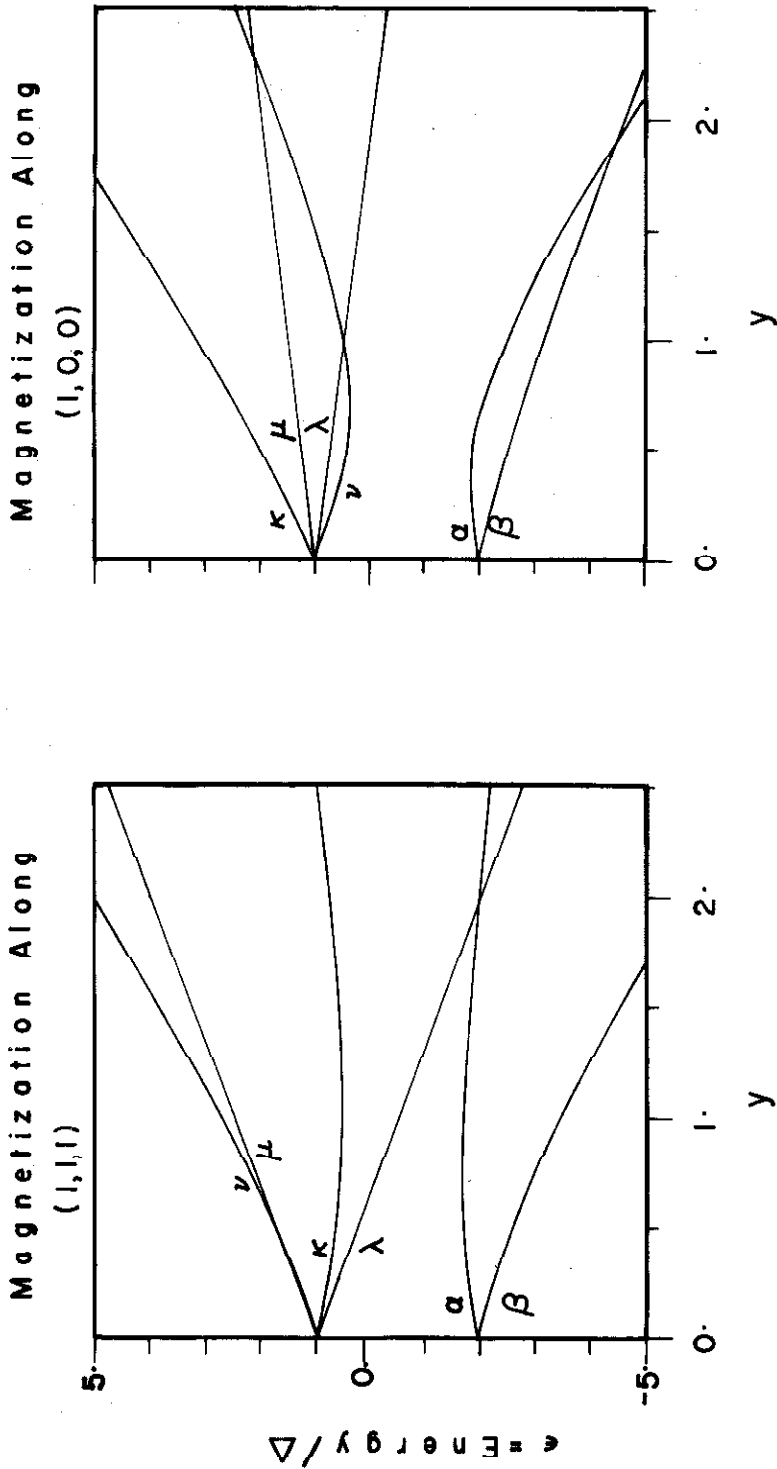 Magnetization Along
(1,1,1)
ν
μ
κ
λ
α
β
5.
0.
-5.
ϵ=Energy/Δ
0.
1.
2.
y
Magnetization Along
(1,0,0)
κ
μ
λ
ν
α
β
0.
1.
2.
y